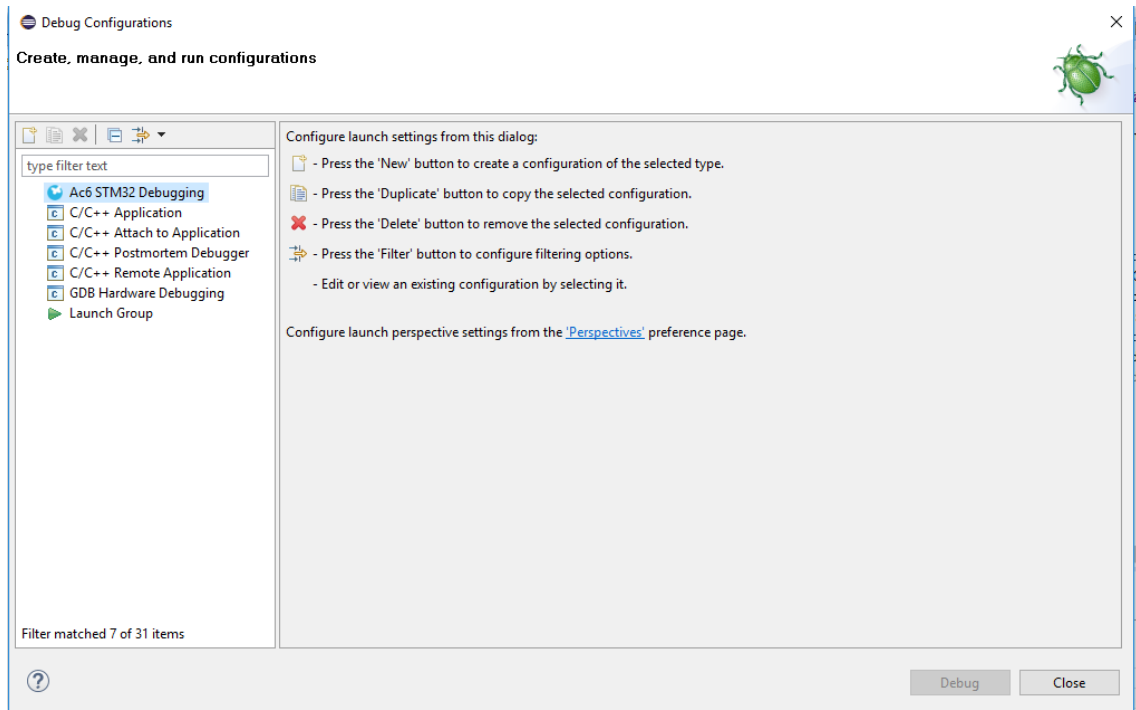 Debug Configurations
Create, manage, and run configurations
type filter text
Ac6 STM32 Debugging
C/C++ Application
C/C++ Attach to Application
C/C++ Postmortem Debugger
C/C++ Remote Application
GDB Hardware Debugging
Launch Group
Filter matched 7 of 31 items
Configure launch settings from this dialog:
- Press the 'New' button to create a configuration of the selected type.
- Press the 'Duplicate' button to copy the selected configuration.
- Press the 'Delete' button to remove the selected configuration.
- Press the 'Filter' button to configure filtering options.
- Edit or view an existing configuration by selecting it.
Configure launch perspective settings from the 'Perspectives' preference page.
Debug
Close